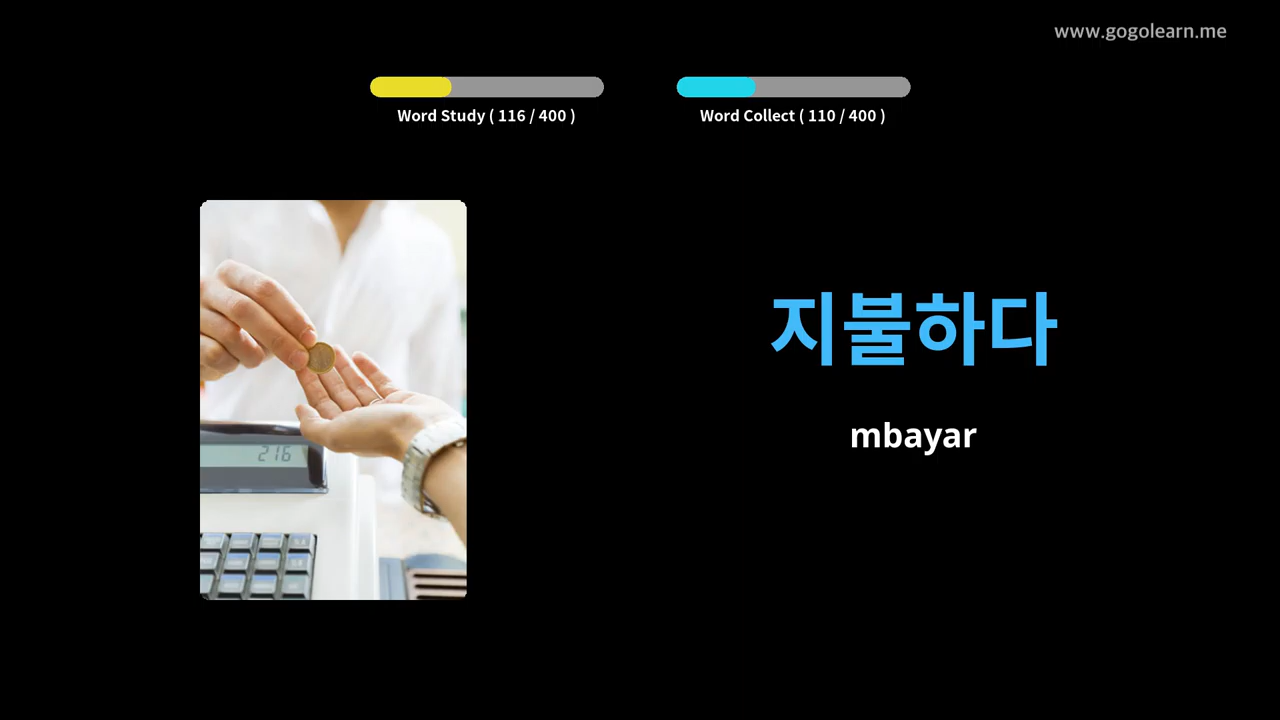 www.gogolearn.me
Word Study ( 116 / 400 )
Word Collect ( 110 / 400 )
216
지불하다
mbayar